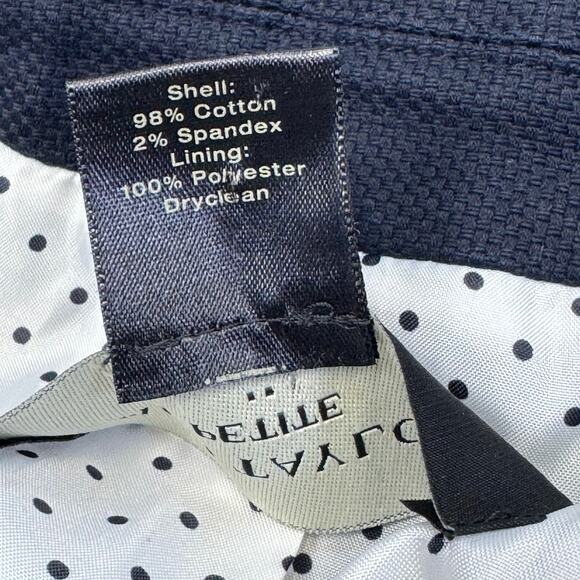 Shell:
98% Cotton
2% Spandex
Lining:
100% Polyester
Dryclean
PETITE